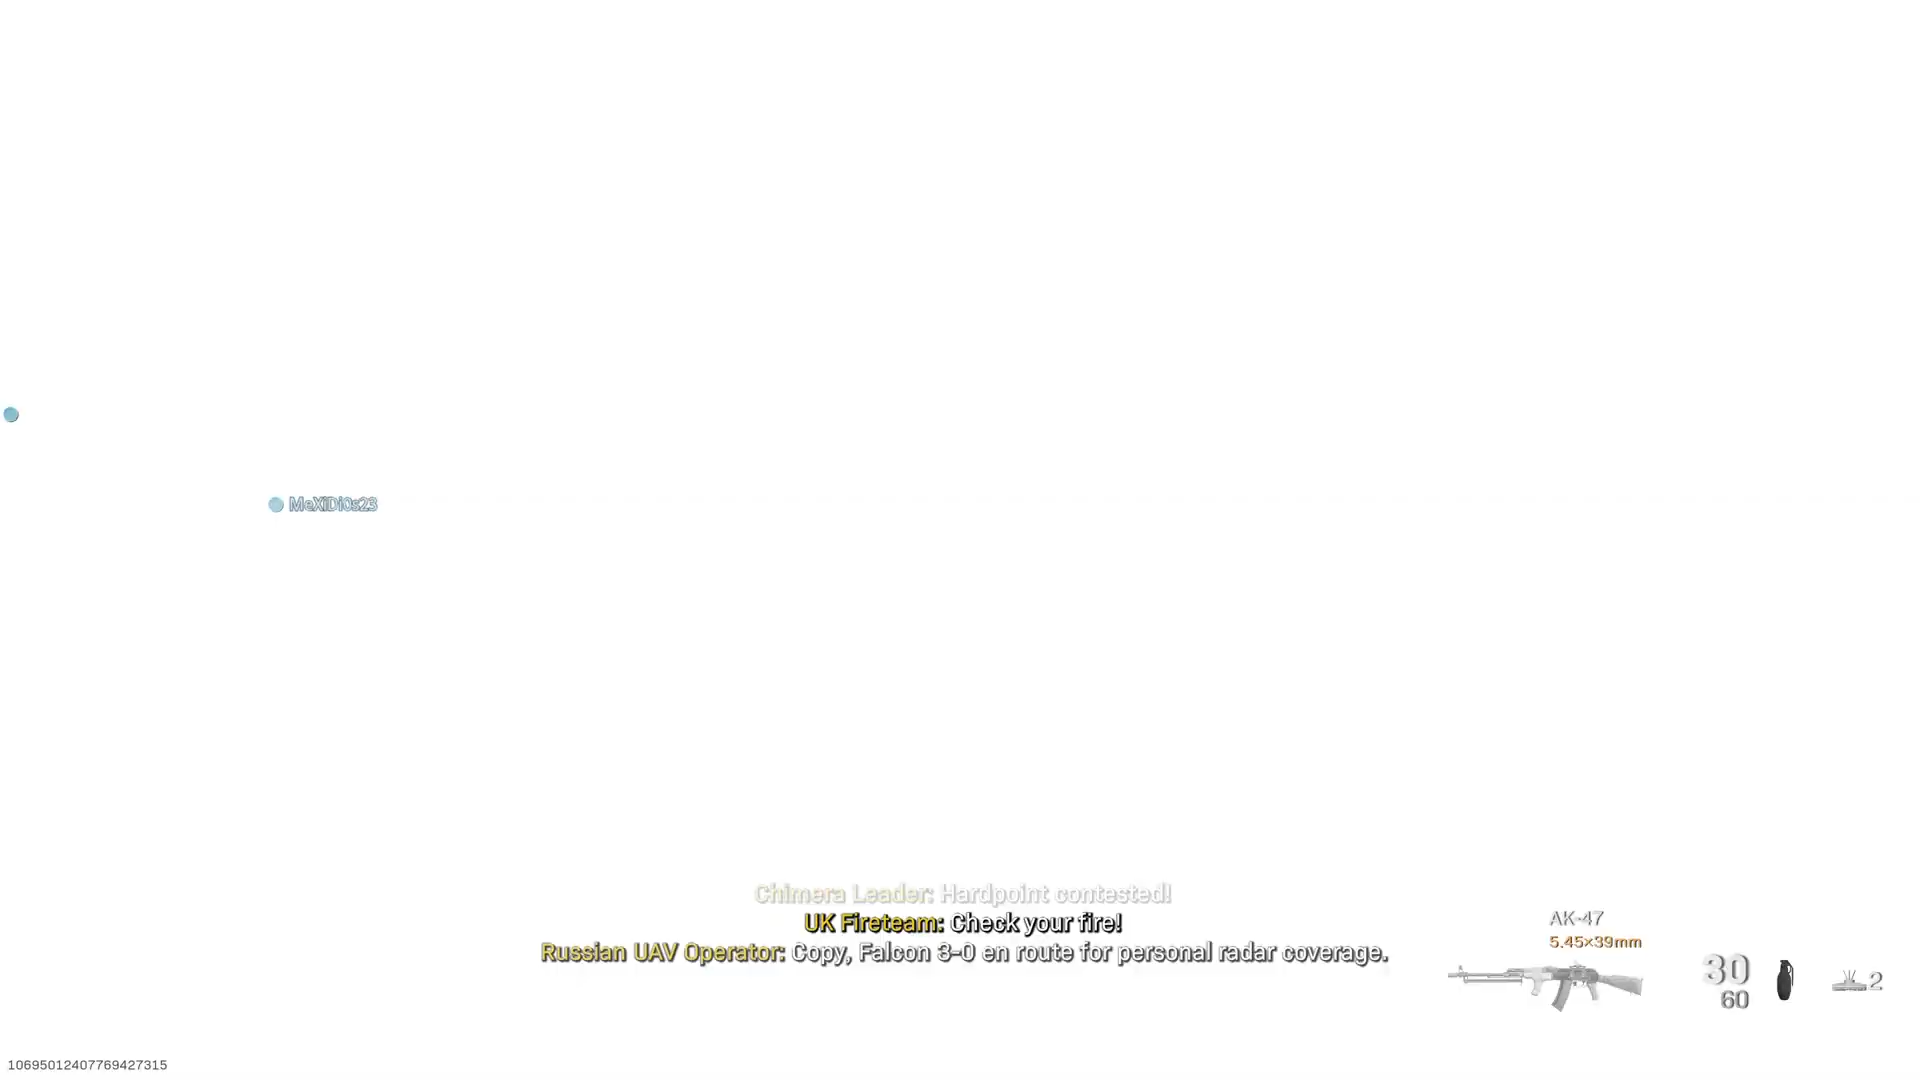 MeXiDi0s23
Chimera Leader: Hardpoint contested!
UK Fireteam: Check your fire!
Russian UAV Operator: Copy, Falcon 3-0 en route for personal radar coverage.
AK-47
5.45×39mm
30
60
2
10695012407769427315